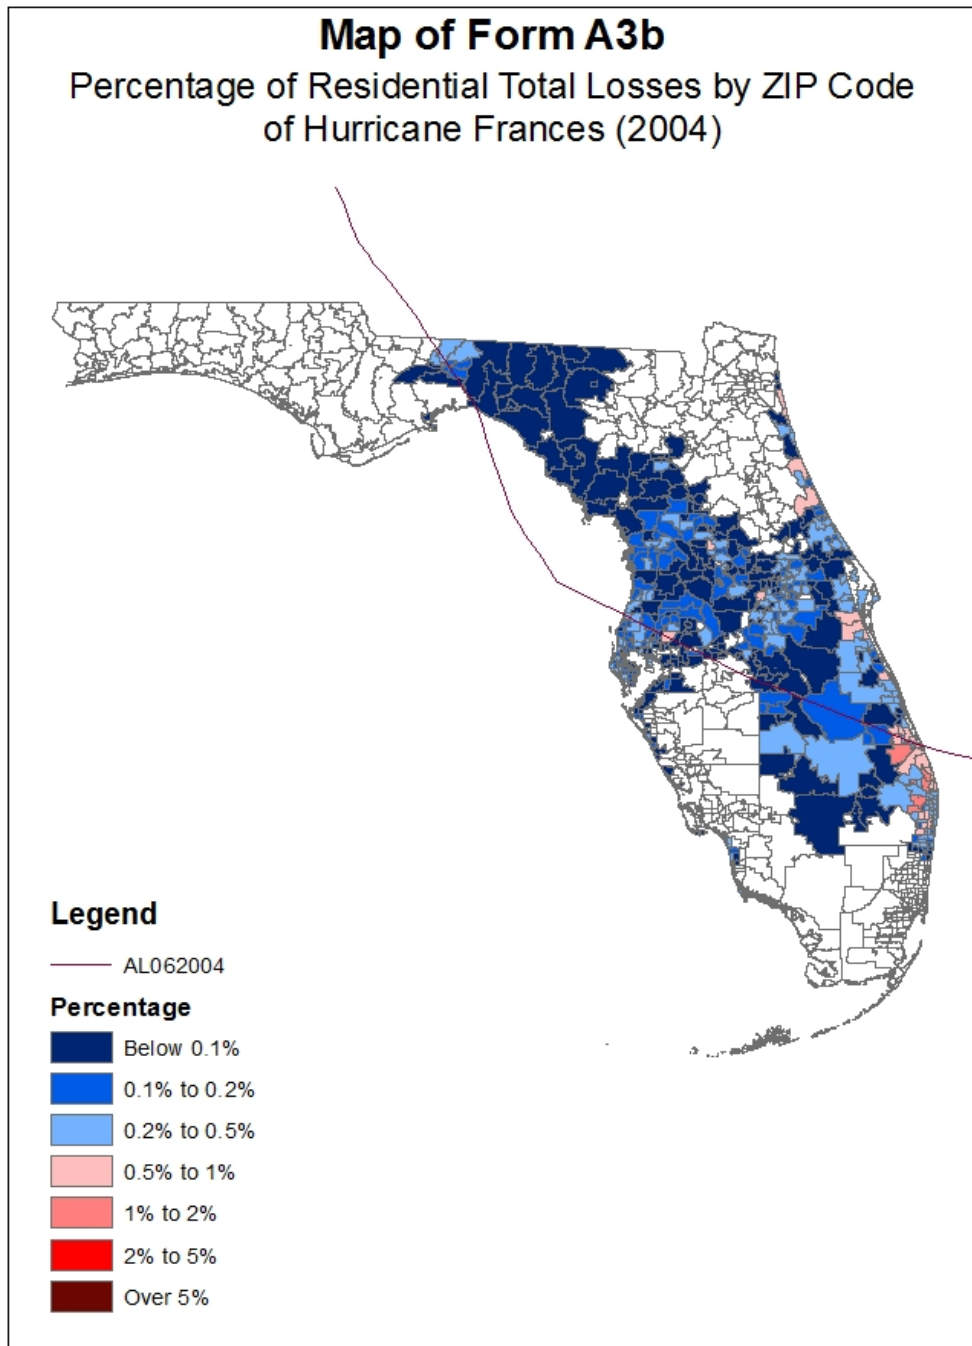 Map of Form A3b
Percentage of Residential Total Losses by ZIP Code
of Hurricane Frances (2004)
Legend
AL062004
Percentage
Below 0.1%
0.1% to 0.2%
0.2% to 0.5%
0.5% to 1%
1% to 2%
2% to 5%
Over 5%